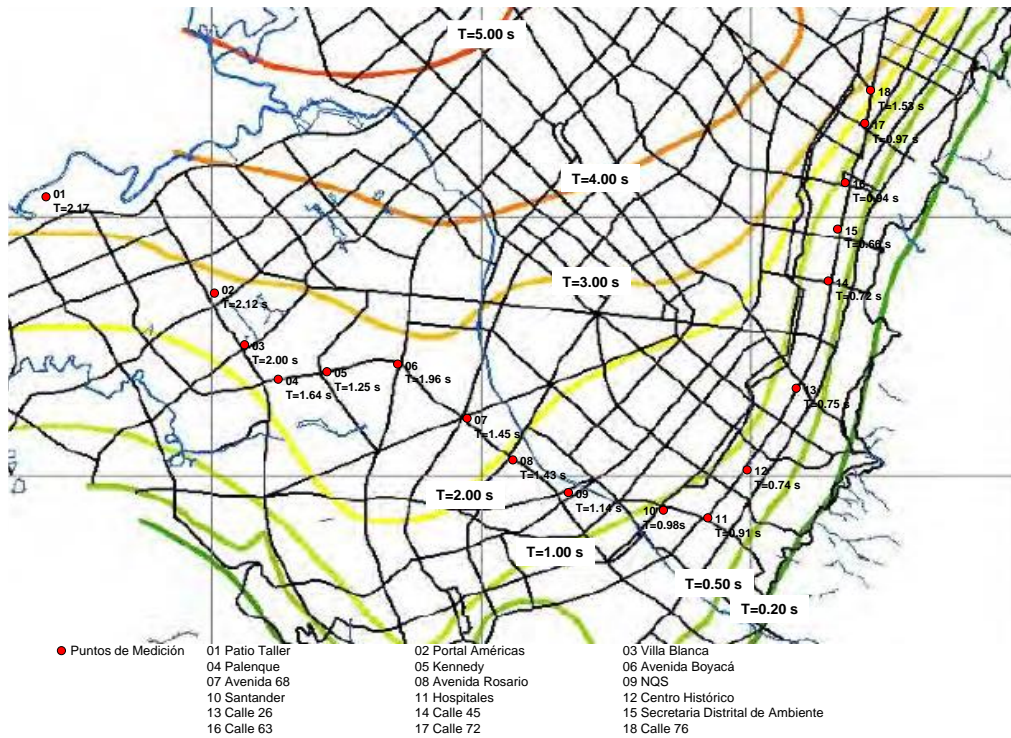 T=5.00 s
18
T=1.53 s
17
T=0.97 s
T=4.00 s
16
T=0.94 s
01
T=2.17
15
T=0.66 s
T=3.00 s
14
T=0.72 s
02
T=2.12 s
03
T=2.00 s
06
T=1.96 s
05
T=1.25 s
04
T=1.64 s
13
T=0.75 s
07
T=1.45 s
08
T=1.43 s
12
T=0.74 s
T=2.00 s
09
T=1.14 s
10
T=0.98s
11
T=0.91 s
T=1.00 s
T=0.50 s
T=0.20 s
Puntos de Medición 01 Patio Taller 02 Portal Américas 03 Villa Blanca
04 Palenque 05 Kennedy 06 Avenida Boyacá
07 Avenida 68 08 Avenida Rosario 09 NQS
10 Santander 11 Hospitales 12 Centro Histórico
13 Calle 26 14 Calle 45 15 Secretaria Distrital de Ambiente
16 Calle 63 17 Calle 72 18 Calle 76